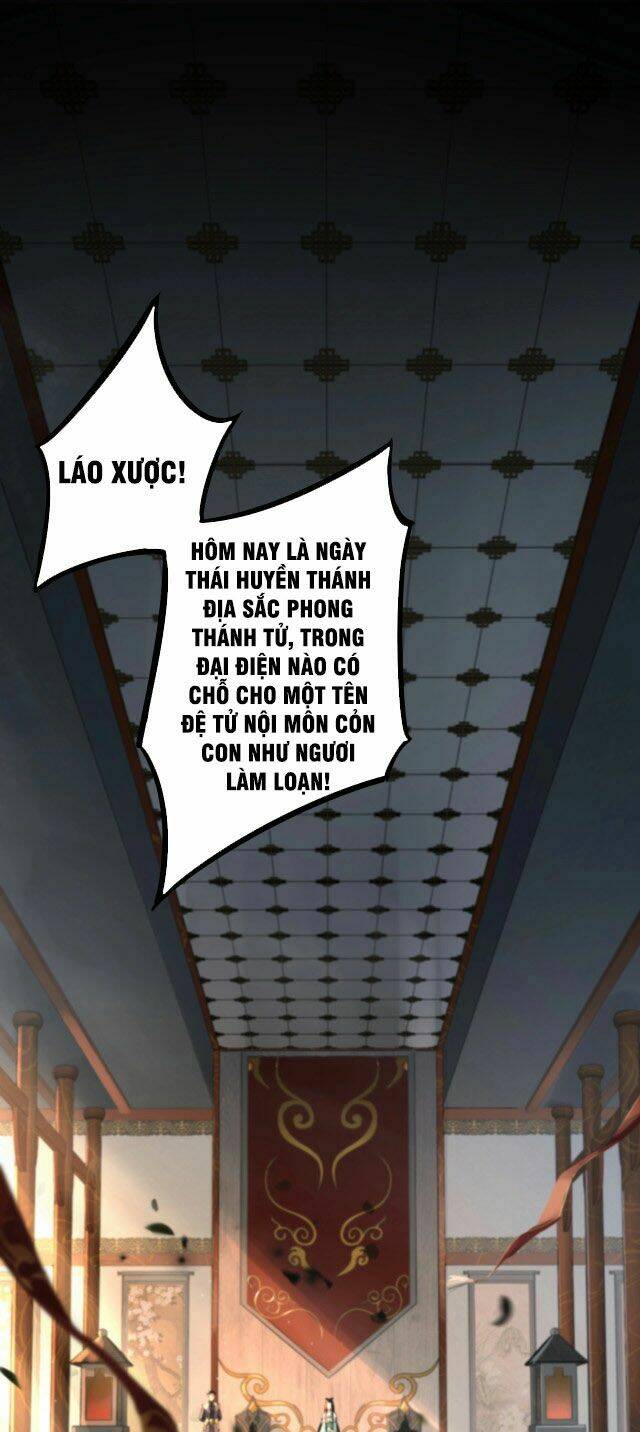 LÁO XƯỢC!
HÔM NAY LÀ NGÀY
THÁI HUYỀN THÁNH
ĐỊA SẮC PHONG
THÁNH TỬ, TRONG
ĐẠI ĐIỆN NÀO CÓ
CHỖ CHO MỘT TÊN
ĐỆ TỬ NỘI MÔN CỎN
CON NHƯ NGƯƠI
LÀM LOẠN!